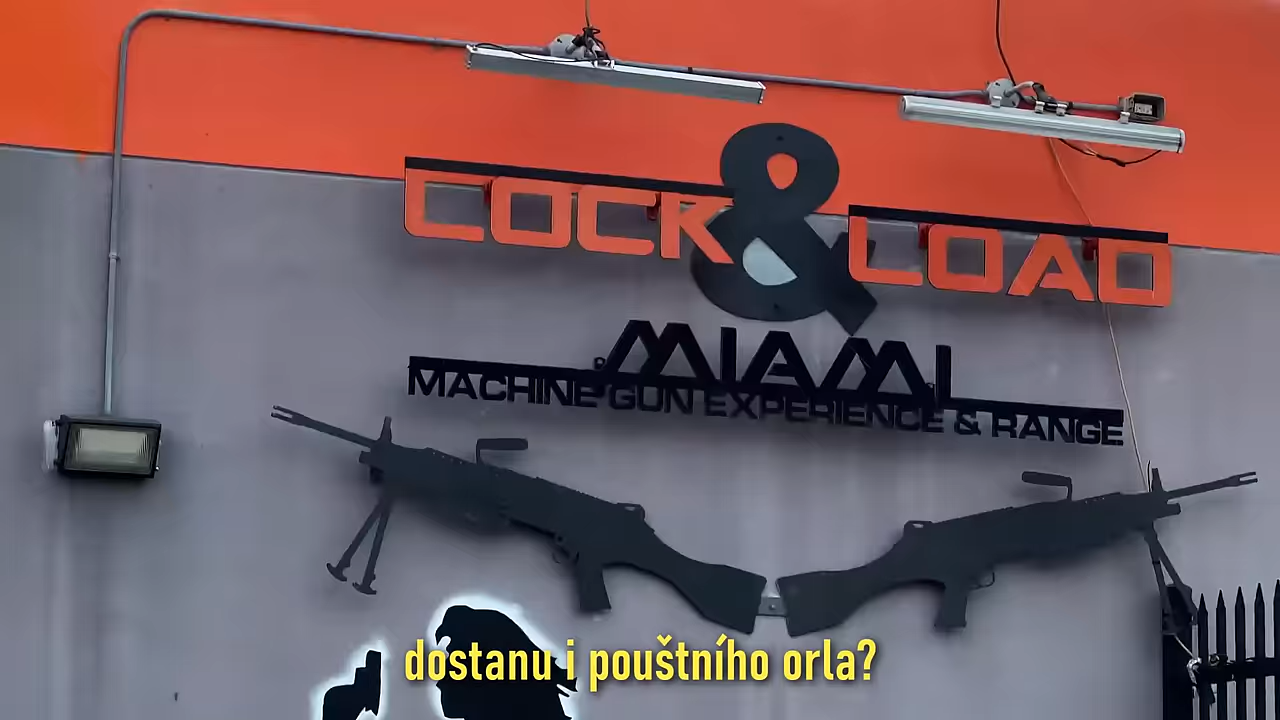 COCK & LOAD
MIAMI
MACHINE GUN EXPERIENCE & RANGE
dostanu i pouštního orla?